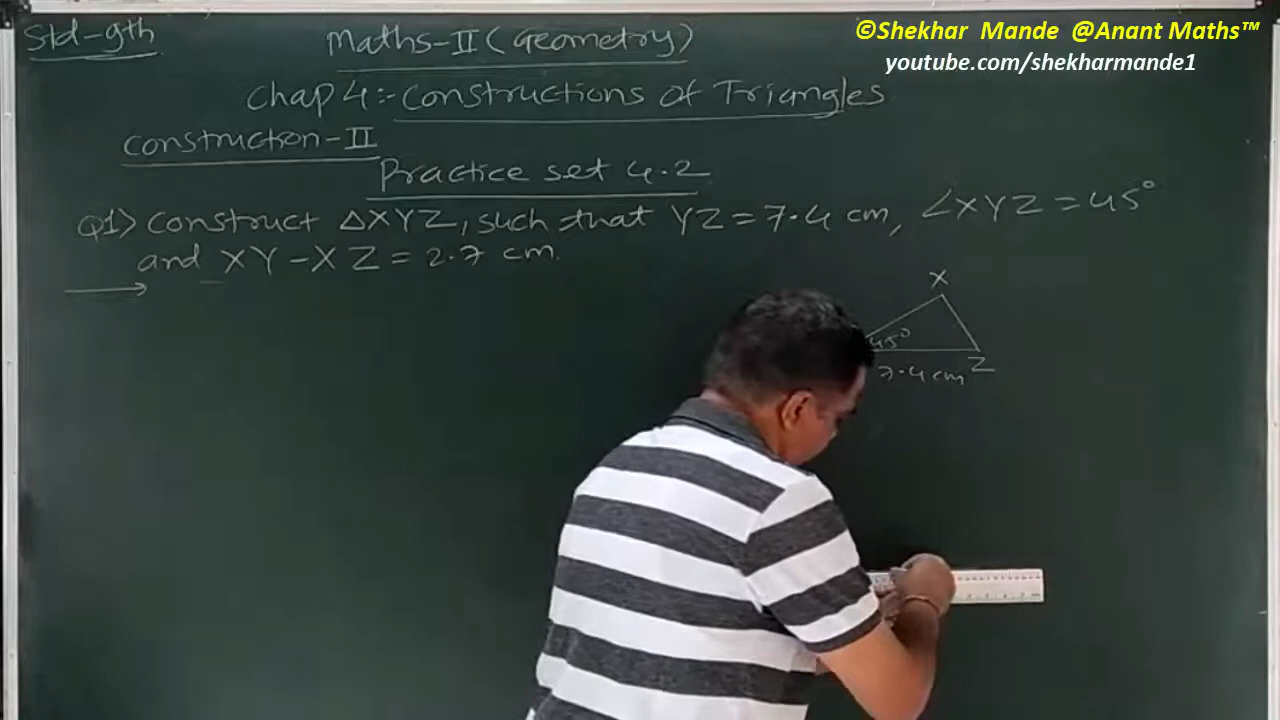 Std-9th
Maths-II (Geometry)
©Shekhar Mande @Anant Maths™
youtube.com/shekharmande1
Chap 4:- Constructions of Triangles
Construction-II
Practice set 4.2
Q1> Construct ΔXYZ, such that YZ = 7.4 cm, ∠XYZ = 45°
and XY - XZ = 2.7 cm.
X
45°
Z
7.4 cm